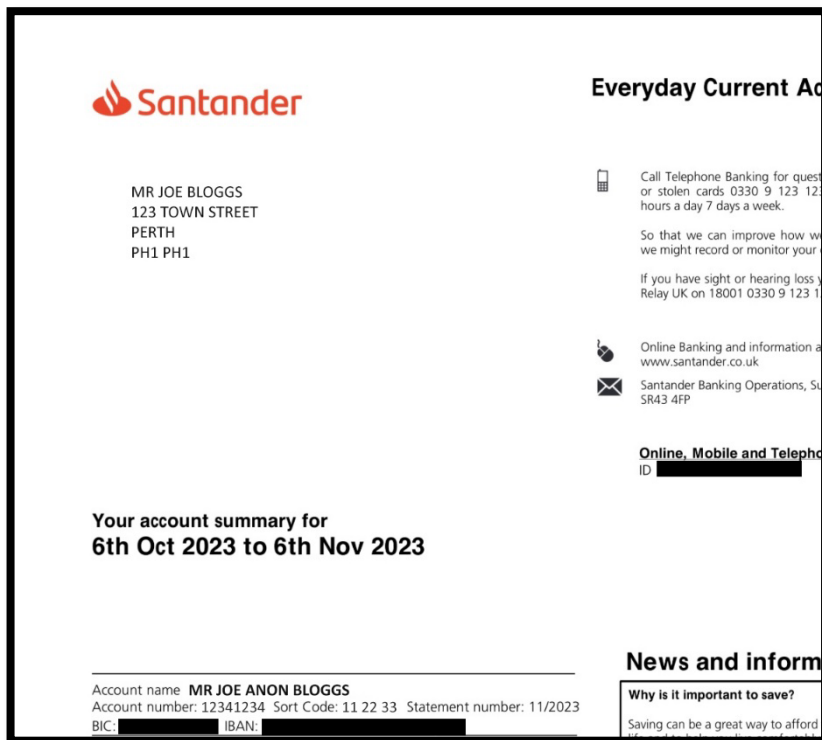 Santander
Everyday Current
MR JOE BLOGGS
123 TOWN STREET
PERTH
PH1 PH1
Call Telephone Banking for
or stolen cards 0330 9 123
hours a day 7 days a week.
So that we can improve how
we might record or monitor your
If you have sight or hearing loss
Relay UK on 18001 0330 9 123
Online Banking and information
www.santander.co.uk
Santander Banking Operations,
SR43 4FP
Online, Mobile and
ID
Your account summary for
6th Oct 2023 to 6th Nov 2023
Account name MR JOE ANON BLOGGS
Account number: 12341234 Sort Code: 11 22 33 Statement number: 11/2023
BIC: IBAN:
News and
Why is it important to save?
Saving can be a great way to afford